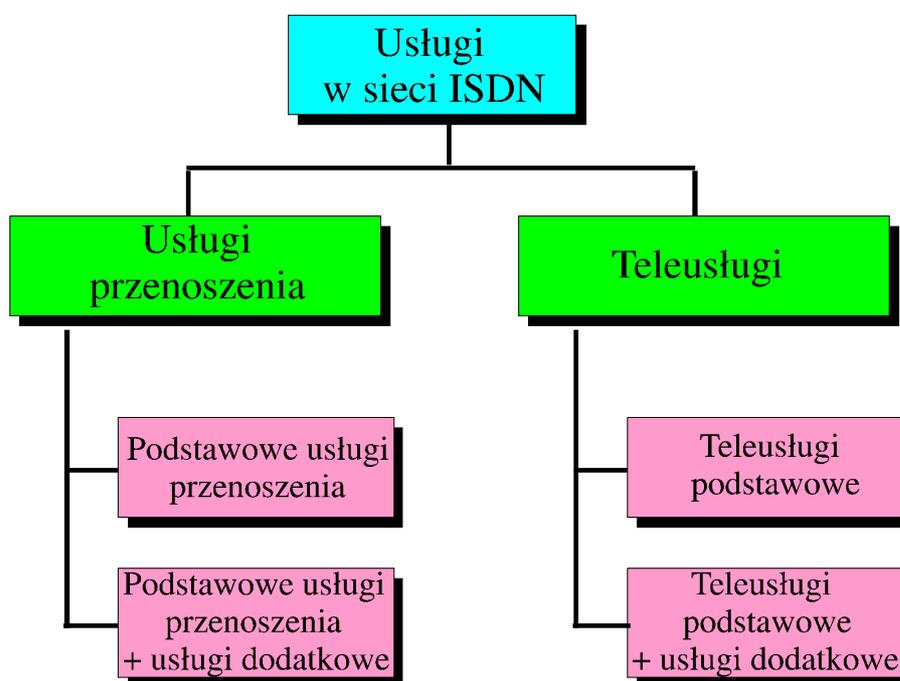 Usługi
w sieci ISDN
Usługi
przenoszenia
Teleusługi
Podstawowe usługi
przenoszenia
Teleusługi
podstawowe
Podstawowe usługi
przenoszenia
+ usługi dodatkowe
Teleusługi
podstawowe
+ usługi dodatkowe